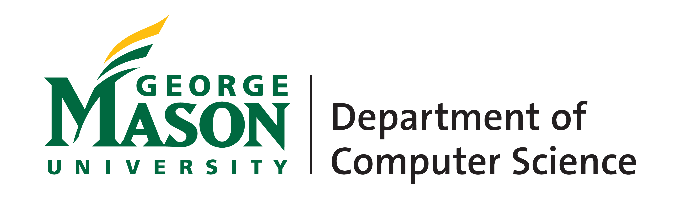 GEORGE
MASON
UNIVERSITY
Department of
Computer Science